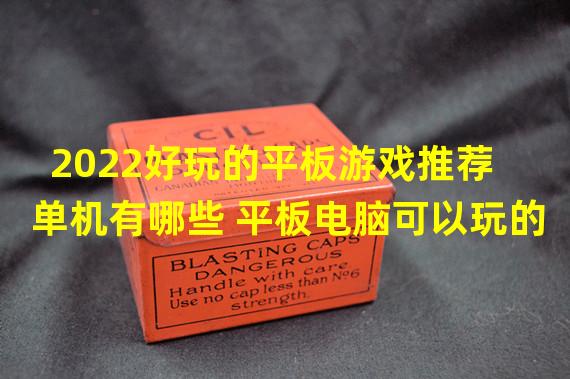 CIL
2022好玩的平板游戏推荐
单机有哪些 平板电脑可以玩的
BLASTING CAPS
DANGEROUS
Handle with care
Use no cap less than No6
strength.